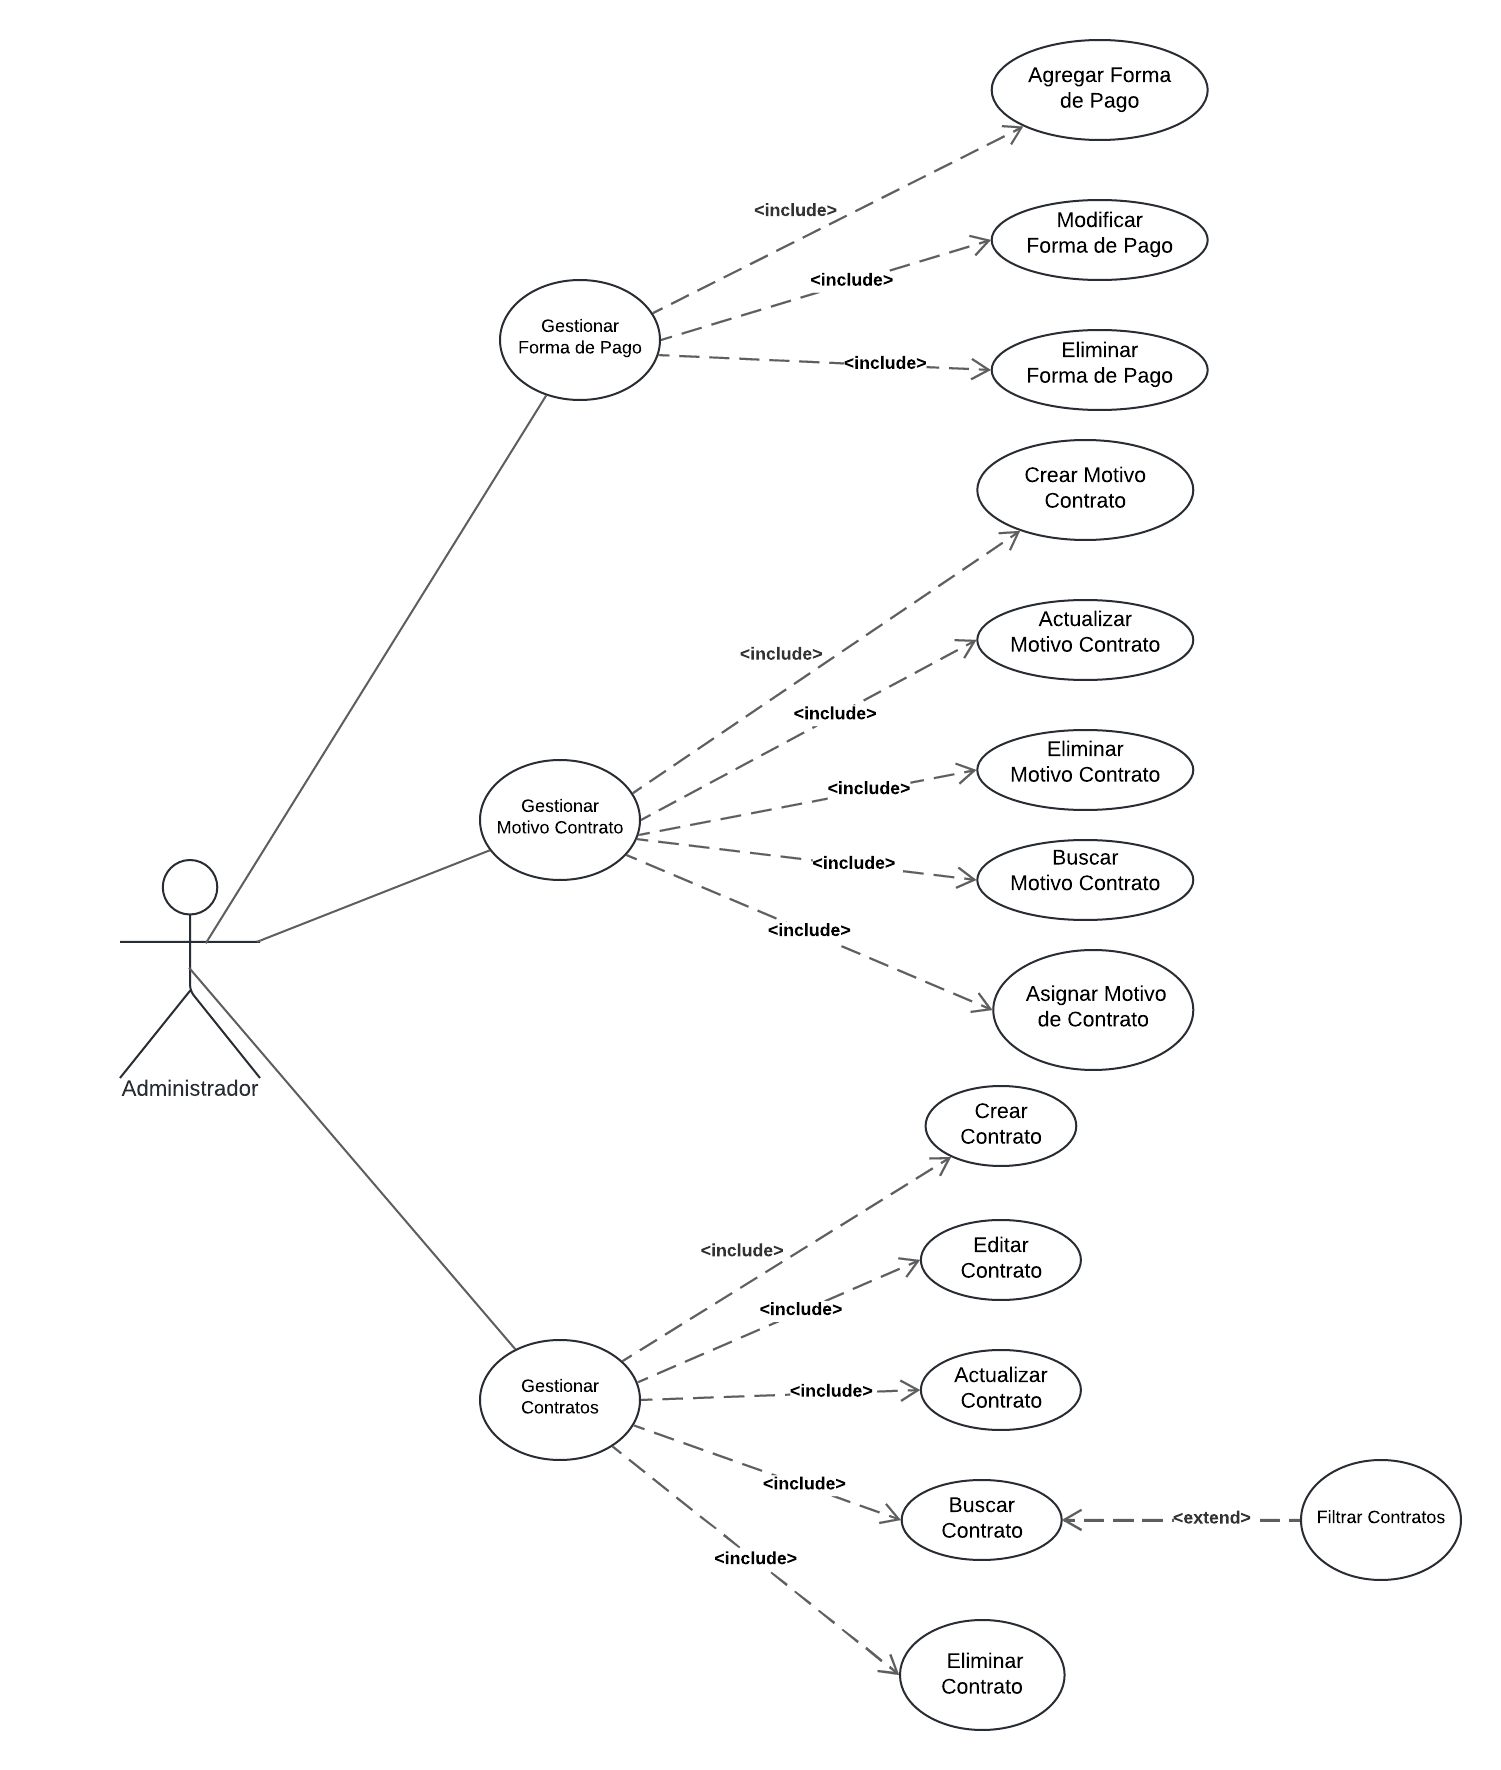 Agregar Forma
de Pago
<include>
Modificar
Forma de Pago
<include>
Gestionar
Forma de Pago
Eliminar
Forma de Pago
<include>
Crear Motivo
Contrato
<include>
Actualizar
Motivo Contrato
<include>
Eliminar
Motivo Contrato
<include>
Gestionar
Motivo Contrato
Buscar
Motivo Contrato
<include>
<include>
Asignar Motivo
de Contrato
Administrador
Crear
Contrato
<include>
Editar
Contrato
<include>
Gestionar
Contratos
Actualizar
Contrato
<include>
<include>
Buscar
Contrato
<extend>
Filtrar Contratos
<include>
Eliminar
Contrato